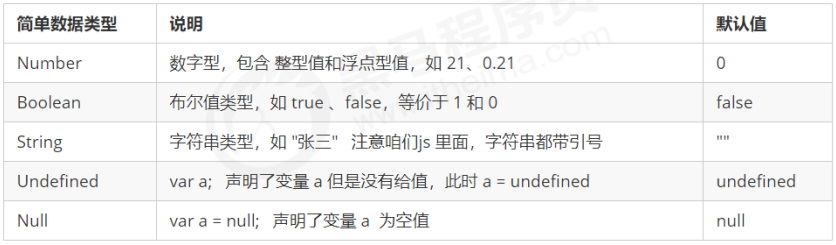 简单数据类型 说明 默认值
Number 数字型，包含 整型值和浮点型值，如 21、0.21 0
Boolean 布尔值类型，如 true 、false，等价于 1 和 0 false
String 字符串类型，如 "张三" 注意咱们js 里面，字符串都带引号 ""
Undefined var a; 声明了变量 a 但是没有给值，此时 a = undefined undefined
Null var a = null; 声明了变量 a 为空值 null